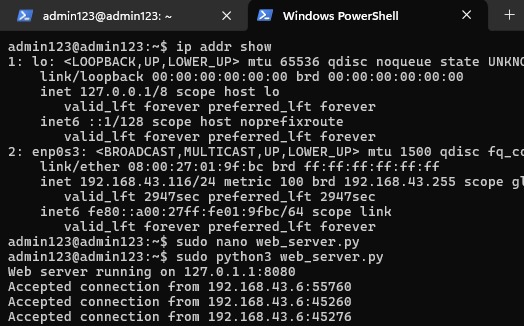 admin123@admin123: ~
Windows PowerShell
admin123@admin123:~$ ip addr show
1: lo: <LOOPBACK,UP,LOWER_UP> mtu 65536 qdisc noqueue state UNKNO
link/loopback 00:00:00:00:00:00 brd 00:00:00:00:00:00
inet 127.0.0.1/8 scope host lo
valid_lft forever preferred_lft forever
inet6 ::1/128 scope host noprefixroute
valid_lft forever preferred_lft forever
2: enp0s3: <BROADCAST,MULTICAST,UP,LOWER_UP> mtu 1500 qdisc fq_co
link/ether 08:00:27:01:9f:bc brd ff:ff:ff:ff:ff:ff
inet 192.168.43.116/24 metric 100 brd 192.168.43.255 scope gl
valid_lft 2947sec preferred_lft 2947sec
inet6 fe80::a00:27ff:fe01:9fbc/64 scope link
valid_lft forever preferred_lft forever
admin123@admin123:~$ sudo nano web_server.py
admin123@admin123:~$ sudo python3 web_server.py
Web server running on 127.0.1.1:8080
Accepted connection from 192.168.43.6:55760
Accepted connection from 192.168.43.6:45260
Accepted connection from 192.168.43.6:45276